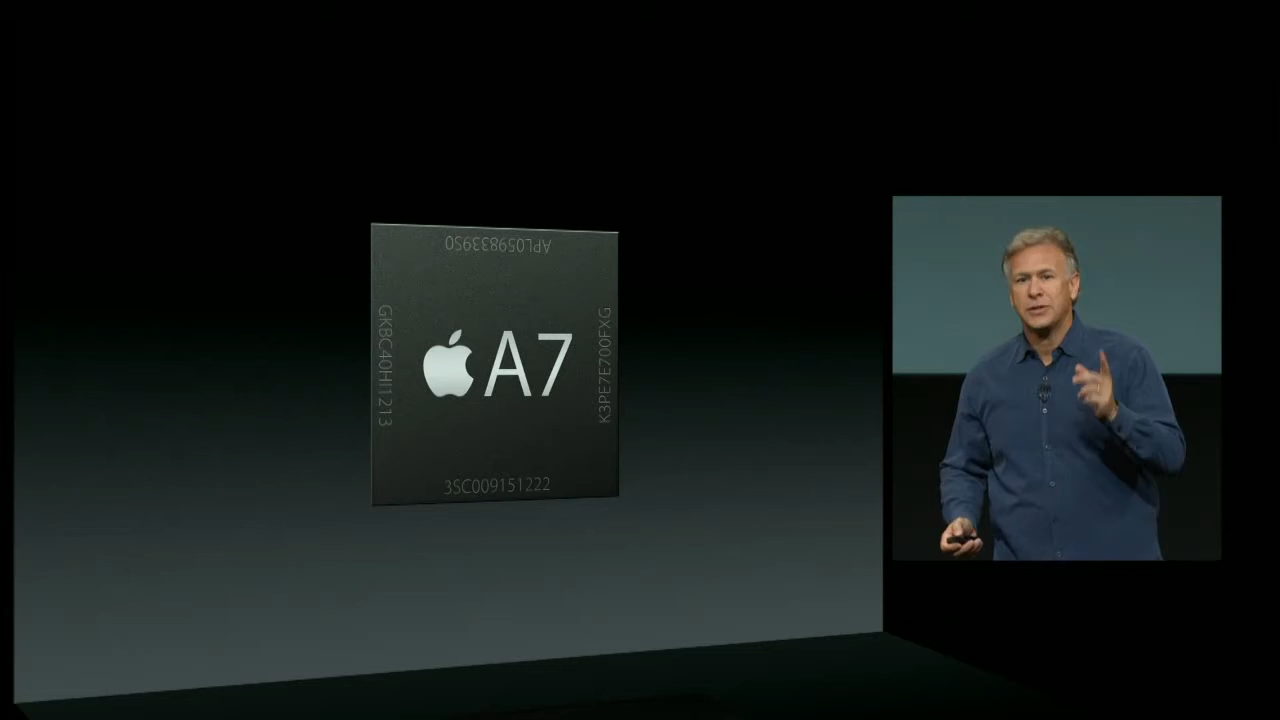 APL0598339S0
GKBC40HI1213
A7
K3PE7E700FXG
3SC009151222